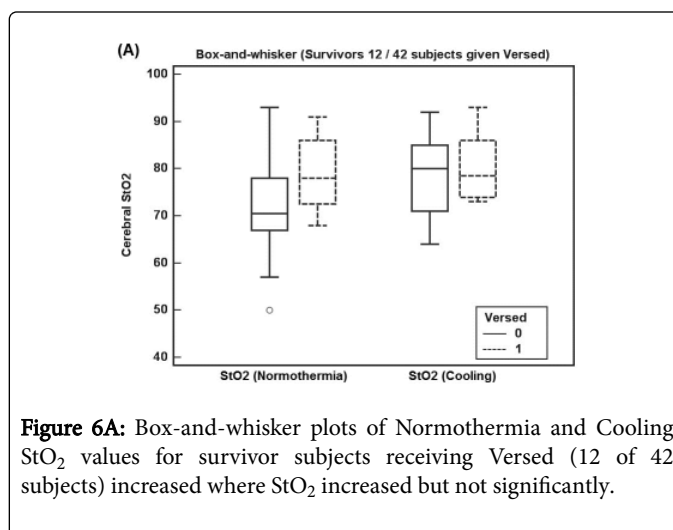 (A)
Box-and-whisker (Survivors 12 / 42 subjects given Versed)
100
90
80
70
60
50
40
Cerebral StO2
Versed
0
1
StO2 (Normothermia)
StO2 (Cooling)
Figure 6A: Box-and-whisker plots of Normothermia and Cooling
StO₂ values for survivor subjects receiving Versed (12 of 42
subjects) increased where StO₂ increased but not significantly.